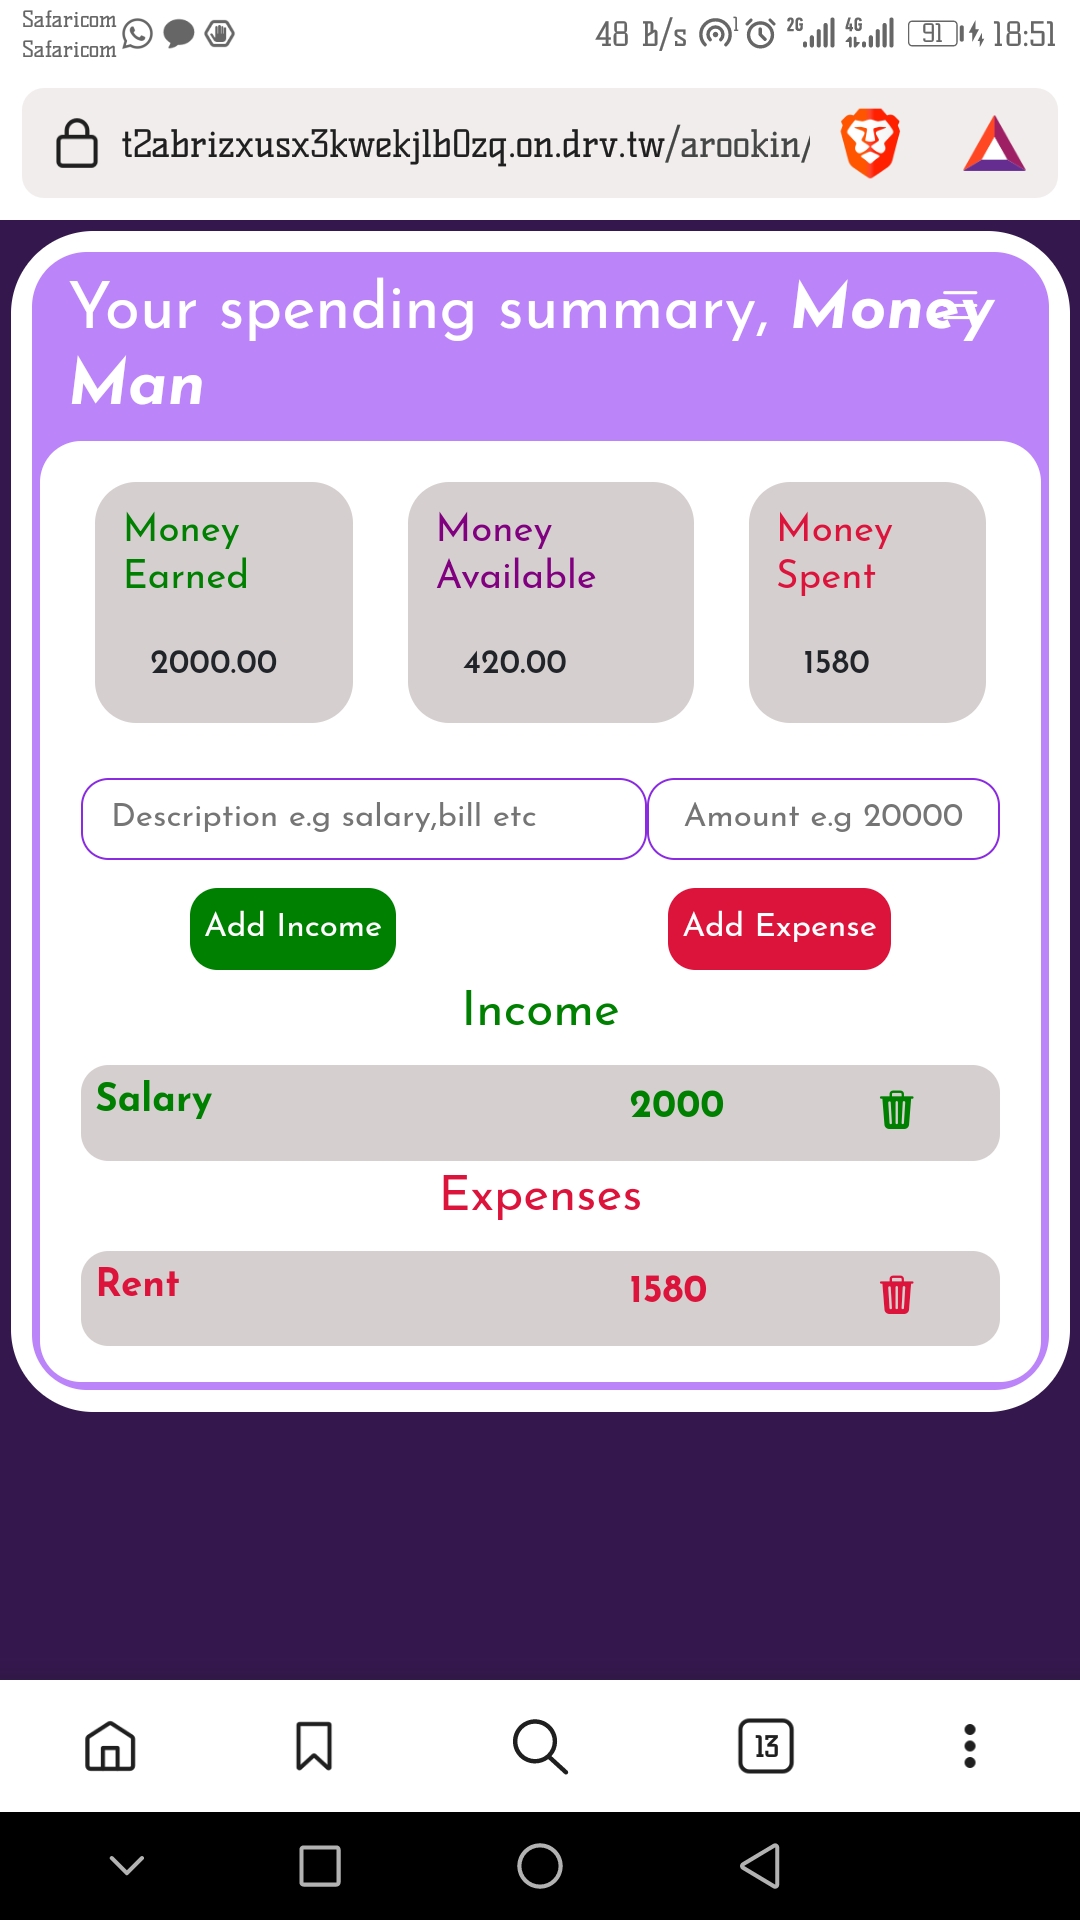 Safaricom
Safaricom
48 B/s 1 2G 4G 91 18:51
t2abrizxusx3kwekjlb0zq.on.drv.tw/arookin/
Your spending summary, Money
Man
Money Earned
2000.00
Money Available
420.00
Money Spent
1580
Description e.g salary,bill etc
Amount e.g 20000
Add Income
Add Expense
Income
Salary 2000
Expenses
Rent 1580
13